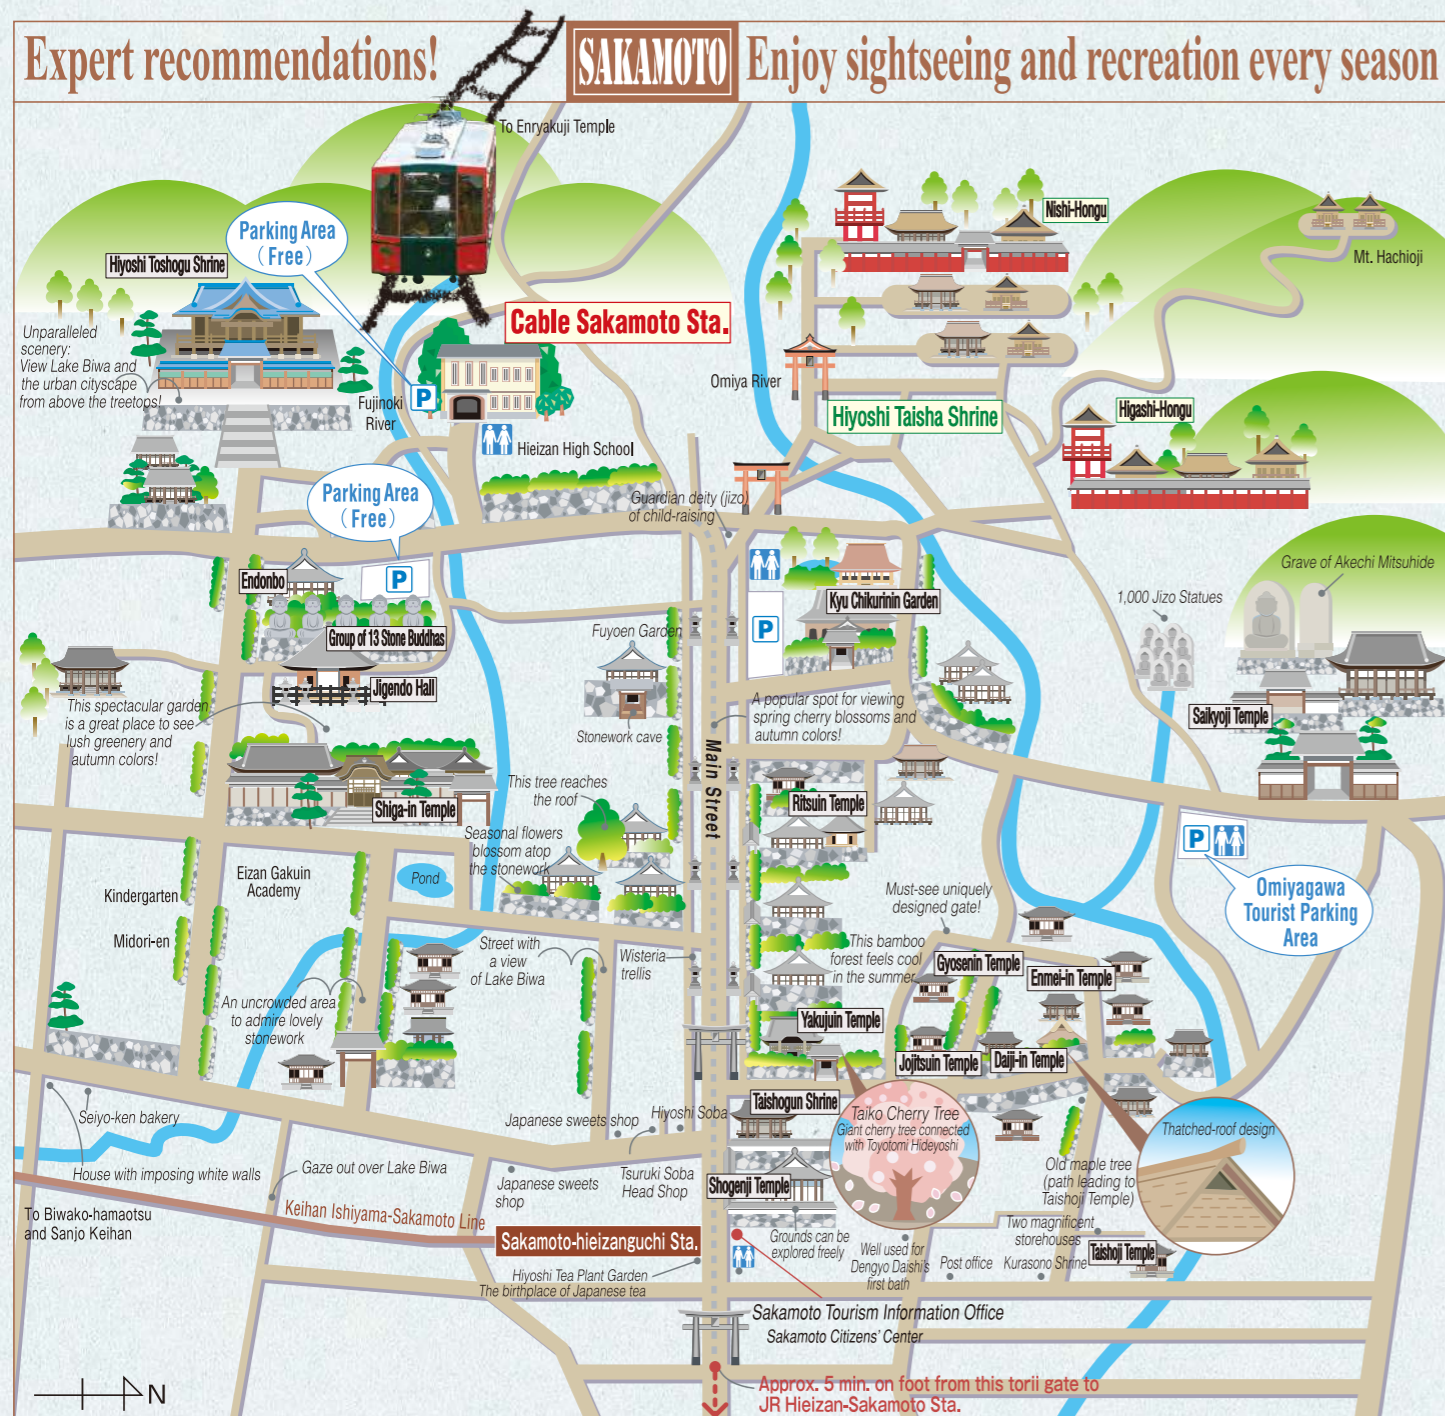 Expert recommendations!
SAKAMOTO
Enjoy sightseeing and recreation every season
To Enryakuji Temple
Parking Area
(Free)
Hiyoshi Toshogu Shrine
Nishi-Hongu
Mt. Hachioji
Cable Sakamoto Sta.
Unparalleled
scenery:
View Lake Biwa and
the urban cityscape
from above the treetops!
Fujinoki
River
P
Omiya River
Hiyoshi Taisha Shrine
Higashi-Hongu
Hieizan High School
Parking Area
(Free)
P
Guardian deity (jizo)
of child-raising
Grave of Akechi Mitsuhide
Endonbo
Kyu Chikurinin Garden
1,000 Jizo Statues
P
Group of 13 Stone Buddhas
Fuyoen Garden
Jigendo Hall
This spectacular garden
is a great place to see
lush greenery and
autumn colors!
A popular spot for viewing
spring cherry blossoms and
autumn colors!
Saikyoji Temple
Stonework cave
Main Street
This tree reaches
the roof
Shiga-in Temple
Ritsuin Temple
Seasonal flowers
blossom atop
the stonework
P
Eizan Gakuin
Academy
Pond
Kindergarten
Must-see uniquely
designed gate!
Omiyagawa
Tourist Parking
Area
Midori-en
Street with
a view
of Lake Biwa
Wisteria
trellis
This bamboo
forest feels cool
in the summer
Gyosenin Temple
Enmei-in Temple
An uncrowded area
to admire lovely
stonework
Yakujuin Temple
Jojitsuin Temple
Daiji-in Temple
Seiyo-ken bakery
Japanese sweets shop
Hiyoshi Soba
Taishogun Shrine
Taiko Cherry Tree
Giant cherry tree connected
with Toyotomi Hideyoshi
Thatched-roof design
House with imposing white walls
Gaze out over Lake Biwa
Japanese sweets
shop
Tsuruki Soba
Head Shop
Shogenji Temple
Old maple tree
(path leading to
Taishoji Temple)
To Biwako-hamaotsu
and Sanjo Keihan
Keihan Ishiyama-Sakamoto Line
Sakamoto-hieizanguchi Sta.
Grounds can be
explored freely
Well used for
Dengyo Daishi's
first bath
Two magnificent
storehouses
Post office
Kurasono Shrine
Taishoji Temple
Hiyoshi Tea Plant Garden
The birthplace of Japanese tea
Sakamoto Tourism Information Office
Sakamoto Citizens' Center
N
Approx. 5 min. on foot from this torii gate to
JR Hieizan-Sakamoto Sta.